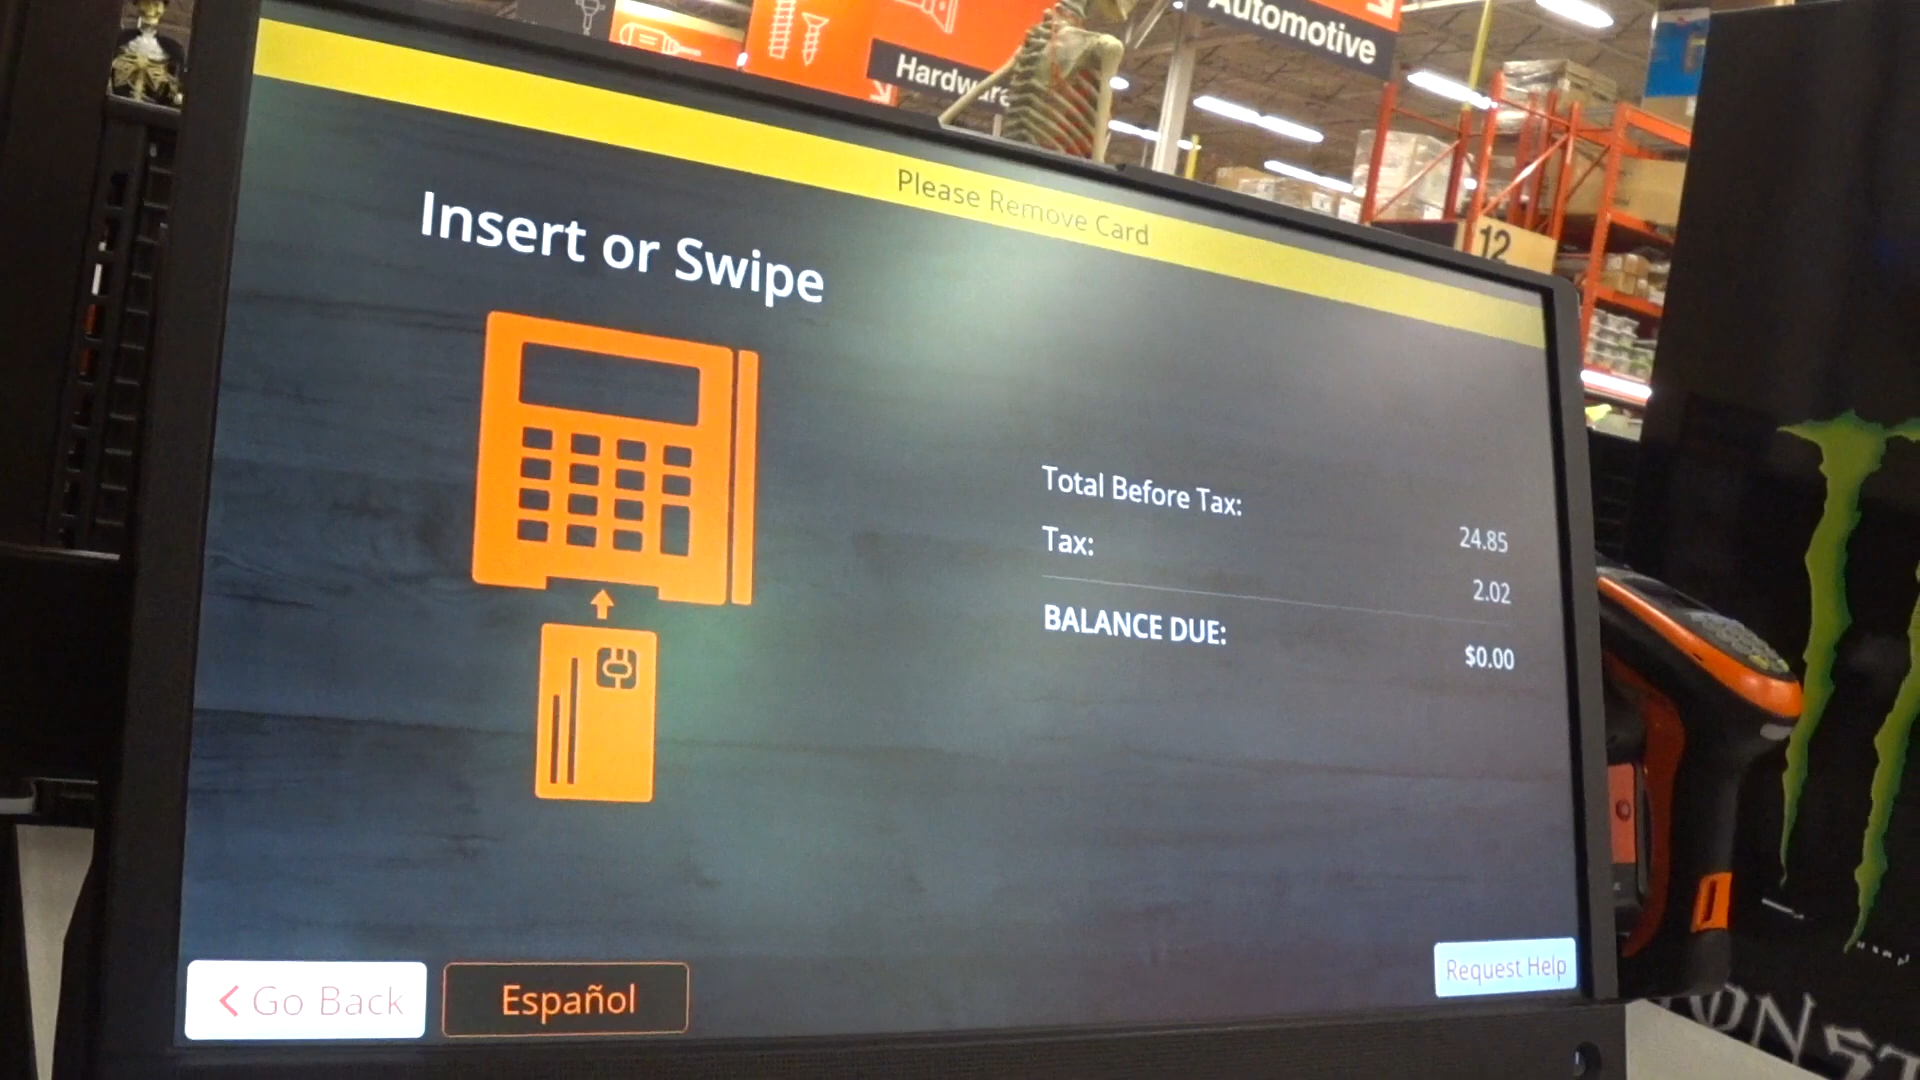 Automotive
Hardware
12
Please Remove Card
Insert or Swipe
Total Before Tax: 24.85
Tax: 2.02
BALANCE DUE: $0.00
Go Back
Español
Request Help